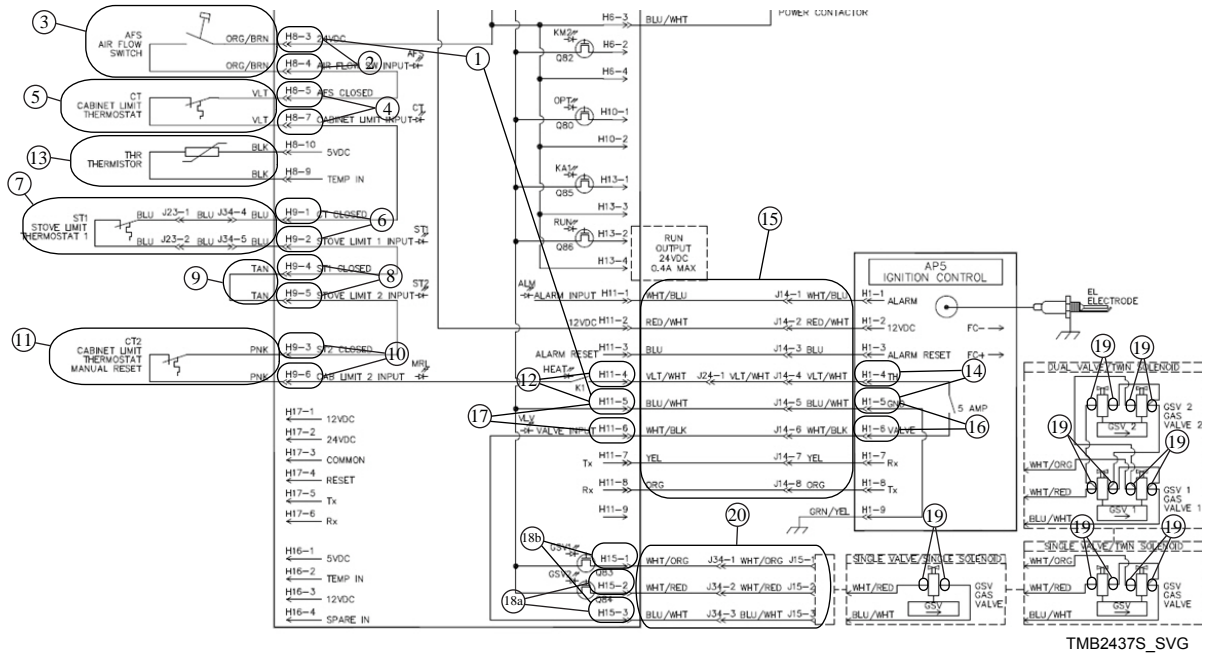 3
AFS
AIR FLOW
SWITCH
ORG/BRN
H8-3
24VDC
ORG/BRN
H8-4
AIR FLOW SW INPUT
AFS
2
1
5
CT
CABINET LIMIT
THERMOSTAT
VLT
H8-5
AFS CLOSED
VLT
H8-7
CABINET LIMIT INPUT
CT
4
13
THR
THERMISTOR
BLK
H8-10
5VDC
BLK
H8-9
TEMP IN
7
ST1
STOVE LIMIT
THERMOSTAT 1
BLU J23-1 BLU J34-4 BLU
H9-1
CT CLOSED
BLU J23-2 BLU J34-5 BLU
H9-2
STOVE LIMIT 1 INPUT
ST1
6
9
TAN
H9-4
ST1 CLOSED
TAN
H9-5
STOVE LIMIT 2 INPUT
ST2
8
11
CT2
CABINET LIMIT
THERMOSTAT
MANUAL RESET
PNK
H9-3
ST2 CLOSED
PNK
H9-6
CAB LIMIT 2 INPUT
MRL
10
H17-1
12VDC
H17-2
24VDC
H17-3
COMMON
H17-4
RESET
H17-5
Tx
H17-6
Rx
H16-1
5VDC
H16-2
TEMP IN
H16-3
12VDC
H16-4
SPARE IN
H6-3
BLU/WHT
POWER CONTACTOR
KM2
Q82
H6-2
H6-4
OPT
Q80
H10-1
H10-2
KA1
Q85
H13-1
H13-3
RUN
Q86
H13-2
H13-4
RUN
OUTPUT
24VDC
0.4A MAX
15
ALM
ALARM INPUT
H11-1
WHT/BLU
J14-1
WHT/BLU
H1-1
ALARM
12VDC
H11-2
RED/WHT
J14-2
RED/WHT
H1-2
12VDC
ALARM RESET
H11-3
BLU
J14-3
BLU
H1-3
ALARM RESET
HEAT
K1
12
H11-4
VLT/WHT
J24-1
VLT/WHT
J14-4
VLT/WHT
H1-4
TH
14
17
H11-5
BLU/WHT
J14-5
BLU/WHT
H1-5
GND
5 AMP
VLV
VALVE INPUT
H11-6
WHT/BLK
J14-6
WHT/BLK
H1-6
VALVE
16
Tx
H11-7
YEL
J14-7
YEL
H1-7
Rx
Rx
H11-8
ORG
J14-8
ORG
H1-8
Tx
H11-9
GRN/YEL
H1-9
AP5
IGNITION CONTROL
FC-
FC+
EL
ELECTRODE
20
18b
18a
GSV1
Q83
H15-1
WHT/ORG
J34-1
WHT/ORG
J15-1
GSV2
Q84
H15-2
WHT/RED
J34-2
WHT/RED
J15-2
H15-3
BLU/WHT
J34-3
BLU/WHT
J15-3
19
SINGLE VALVE/SINGLE SOLENOID
WHT/RED
BLU/WHT
GSV
GSV
GAS
VALVE
19
19
DUAL VALVE/TWIN SOLENOID
GSV 2
GSV 2
GAS
VALVE 2
19
19
WHT/ORG
WHT/RED
BLU/WHT
GSV 1
GSV 1
GAS
VALVE 1
19
19
SINGLE VALVE/TWIN SOLENOID
WHT/ORG
WHT/RED
BLU/WHT
GSV
GSV
GAS
VALVE
TMB2437S_SVG